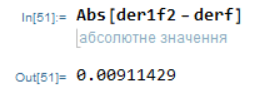 In[51]:= Abs[der1f2 - derf]
абсолютне значення
Out[51]= 0.00911429